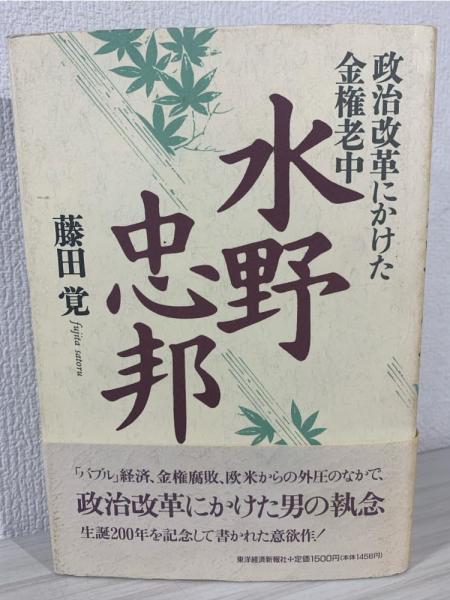 政治改革にかけた
金権老中
水野
忠邦
藤田 覚
fujita satoru
「バブル」経済、金権腐敗、欧米からの外圧のなかで、
政治改革にかけた男の執念
生誕200年を記念して書かれた意欲作!
東洋経済新報社+定価1500円(本体1456円)